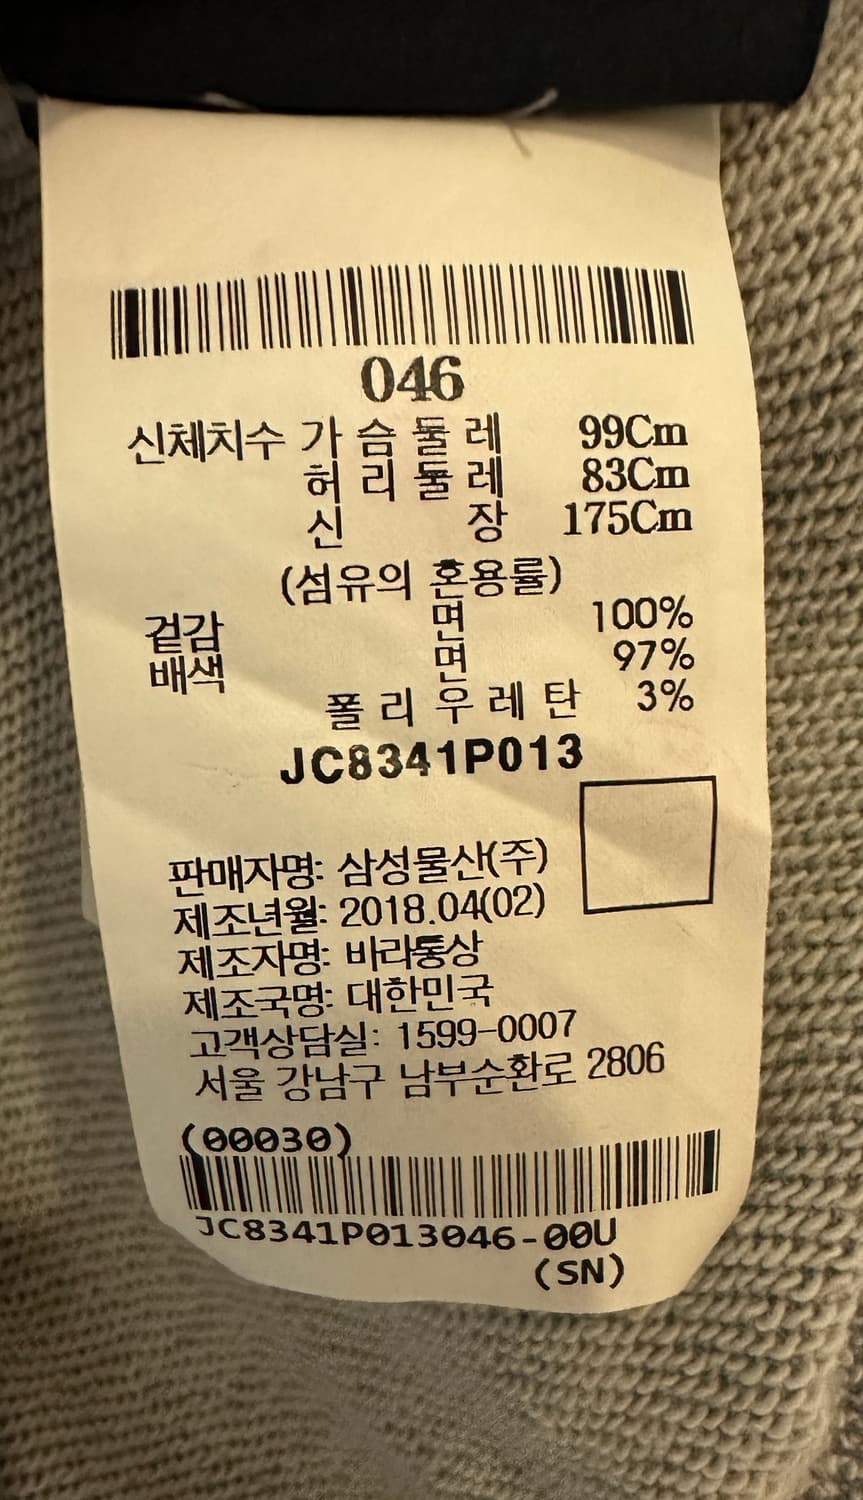 046
신체치수 가 슴 둘 레 99Cm
허 리 둘 레 83Cm
신 장 175Cm
(섬유의 혼용률)
겉감 면 100%
배색 면 97%
폴 리 우 레 탄 3%
JC8341P013
판매자명: 삼성물산(주)
제조년월: 2018.04(02)
제조자명: 바라통상
제조국명: 대한민국
고객상담실: 1599-0007
서울 강남구 남부순환로 2806
(00030)
JC8341P013046-00U
(SN)